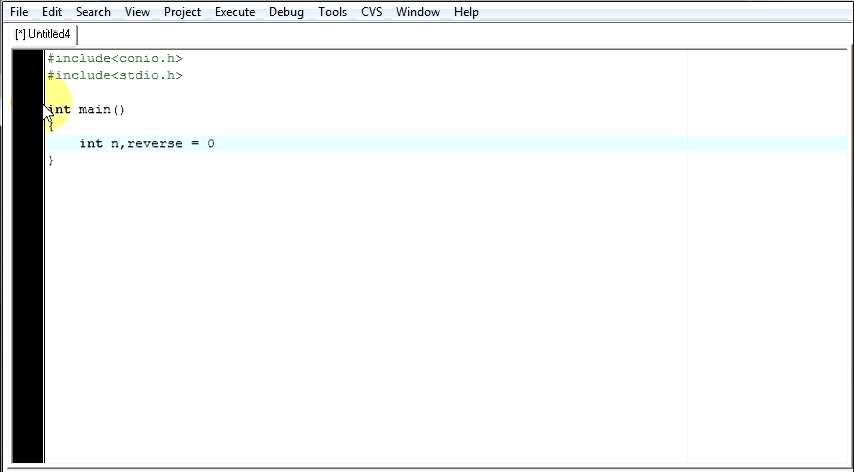 File Edit Search View Project Execute Debug Tools CVS Window Help
[*] Untitled4
#include<conio.h>
#include<stdio.h>
int main()
{
int n,reverse = 0
}